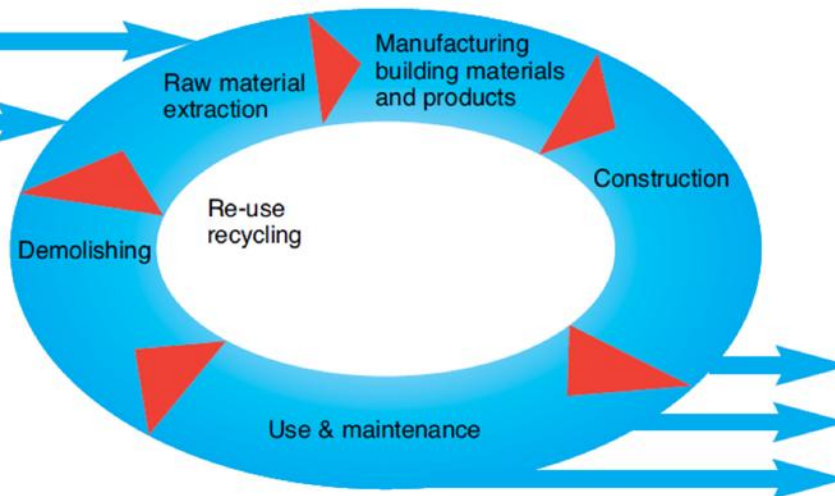 Raw material
extraction
Manufacturing
building materials
and products
Construction
Re-use
recycling
Demolishing
Use & maintenance